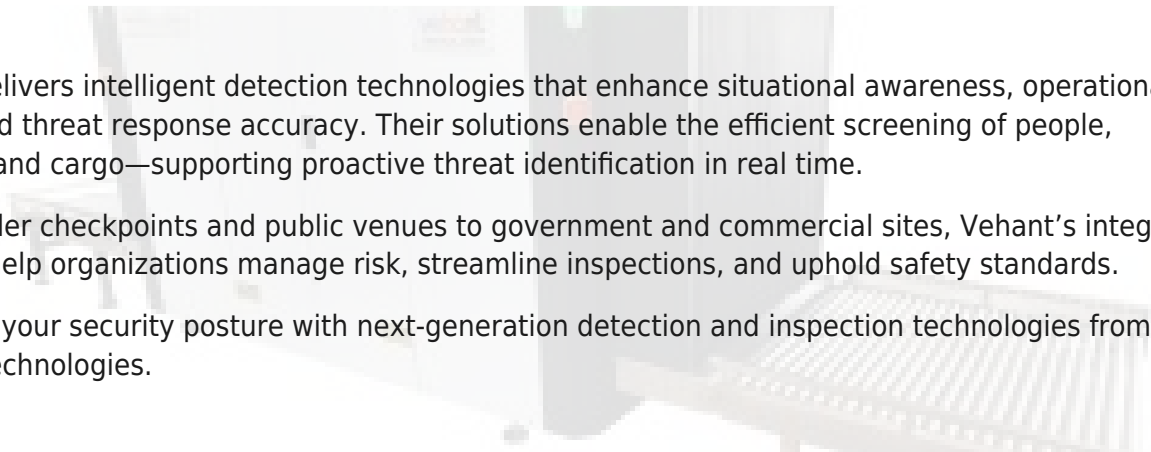 elivers intelligent detection technologies that enhance situational awareness, operationa
d threat response accuracy. Their solutions enable the efficient screening of people,
and cargo—supporting proactive threat identification in real time.
der checkpoints and public venues to government and commercial sites, Vehant’s integ
elp organizations manage risk, streamline inspections, and uphold safety standards.
your security posture with next-generation detection and inspection technologies from
echnologies.